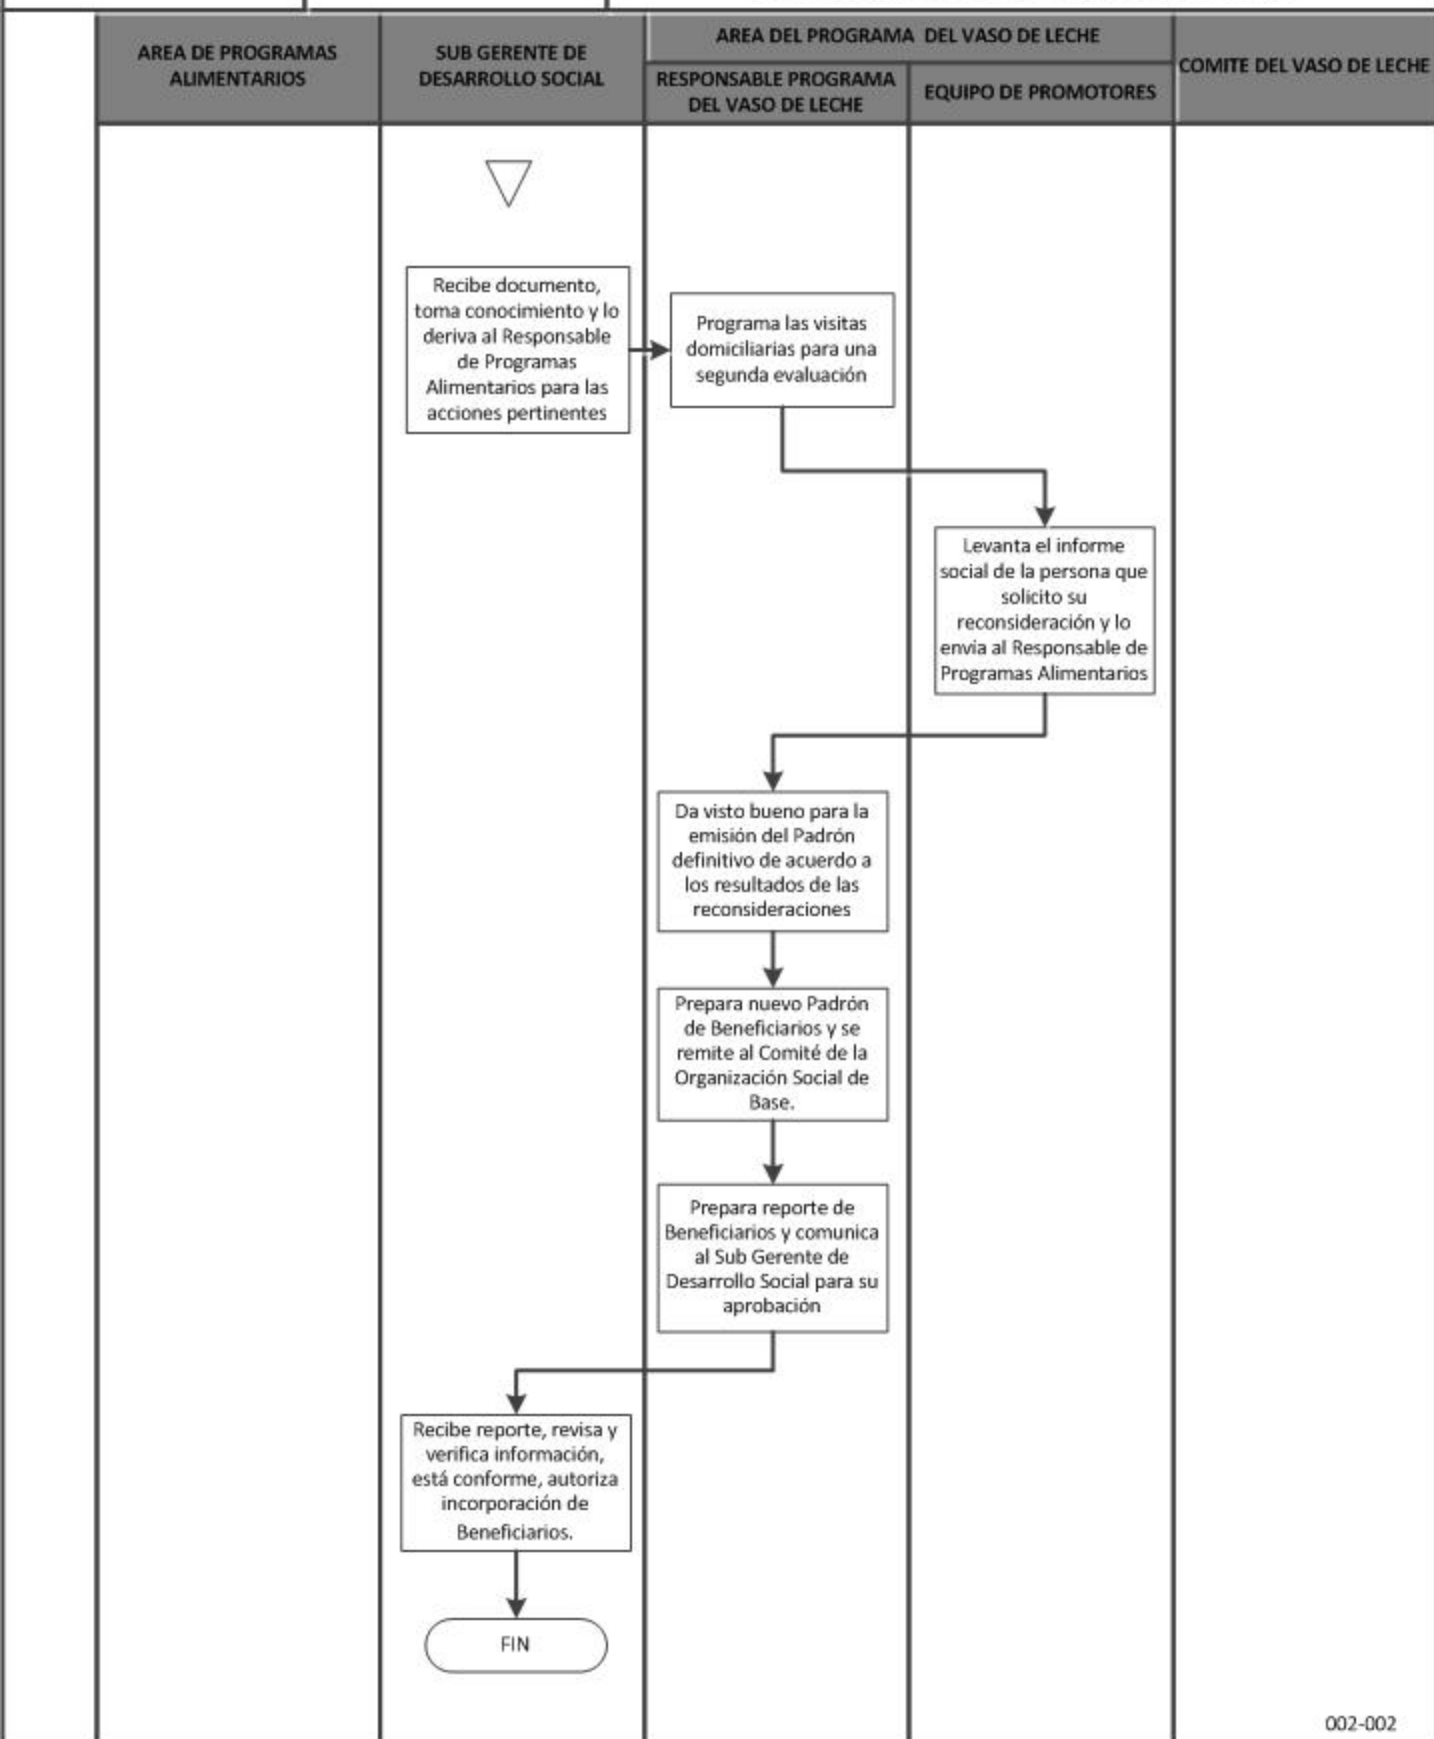 AREA DE PROGRAMAS
ALIMENTARIOS
SUB GERENTE DE
DESARROLLO SOCIAL
AREA DEL PROGRAMA DEL VASO DE LECHE
RESPONSABLE PROGRAMA
DEL VASO DE LECHE
EQUIPO DE PROMOTORES
COMITE DEL VASO DE LECHE
Recibe documento,
toma conocimiento y lo
deriva al Responsable
de Programas
Alimentarios para las
acciones pertinentes
Programa las visitas
domiciliarias para una
segunda evaluación
Levanta el informe
social de la persona que
solicito su
reconsideración y lo
envia al Responsable de
Programas Alimentarios
Da visto bueno para la
emisión del Padrón
definitivo de acuerdo a
los resultados de las
reconsideraciones
Prepara nuevo Padrón
de Beneficiarios y se
remite al Comité de la
Organización Social de
Base.
Prepara reporte de
Beneficiarios y comunica
al Sub Gerente de
Desarrollo Social para su
aprobación
Recibe reporte, revisa y
verifica información,
está conforme, autoriza
incorporación de
Beneficiarios.
FIN
002-002